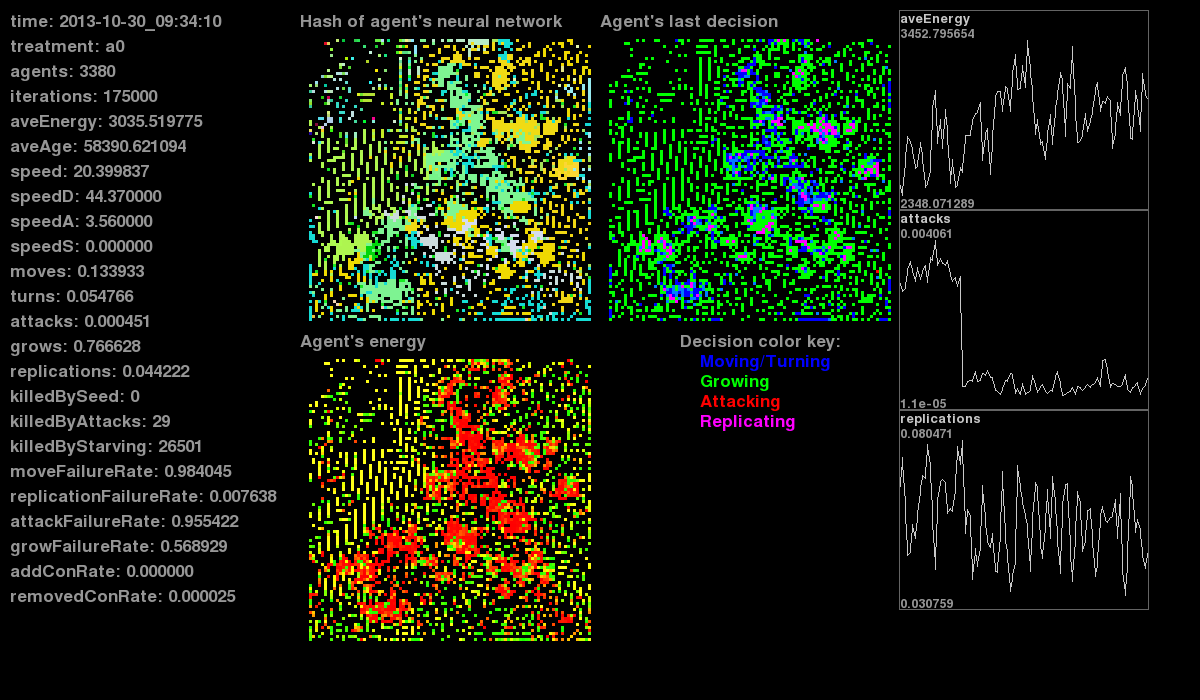 time: 2013-10-30_09:34:10
treatment: a0
agents: 3380
iterations: 175000
aveEnergy: 3035.519775
aveAge: 58390.621094
speed: 20.399837
speedD: 44.370000
speedA: 3.560000
speedS: 0.000000
moves: 0.133933
turns: 0.054766
attacks: 0.000451
grows: 0.766628
replications: 0.044222
killedBySeed: 0
killedByAttacks: 29
killedByStarving: 26501
moveFailureRate: 0.984045
replicationFailureRate: 0.007638
attackFailureRate: 0.955422
growFailureRate: 0.568929
addConRate: 0.000000
removedConRate: 0.000025
Hash of agent's neural network
Agent's last decision
Agent's energy
Decision color key:
Moving/Turning
Growing
Attacking
Replicating
aveEnergy
3452.795654
2348.071289
attacks
0.004061
1.1e-05
replications
0.080471
0.030759